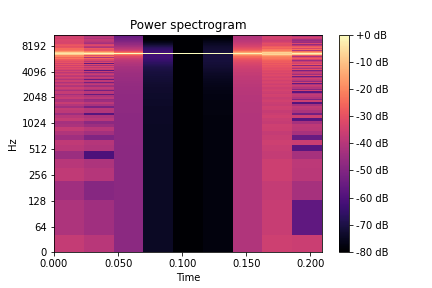 Power spectrogram
Hz
8192
4096
2048
1024
512
256
128
64
0
0.000 0.050 0.100 0.150 0.200
Time
+0 dB
-10 dB
-20 dB
-30 dB
-40 dB
-50 dB
-60 dB
-70 dB
-80 dB